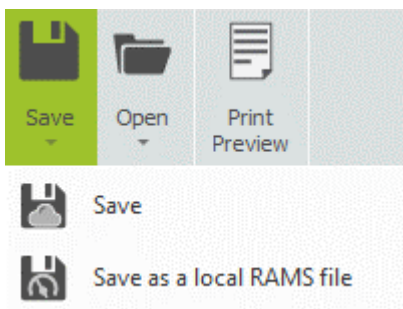 Save
Open
Print
Preview
Save
Save as a local RAMS file